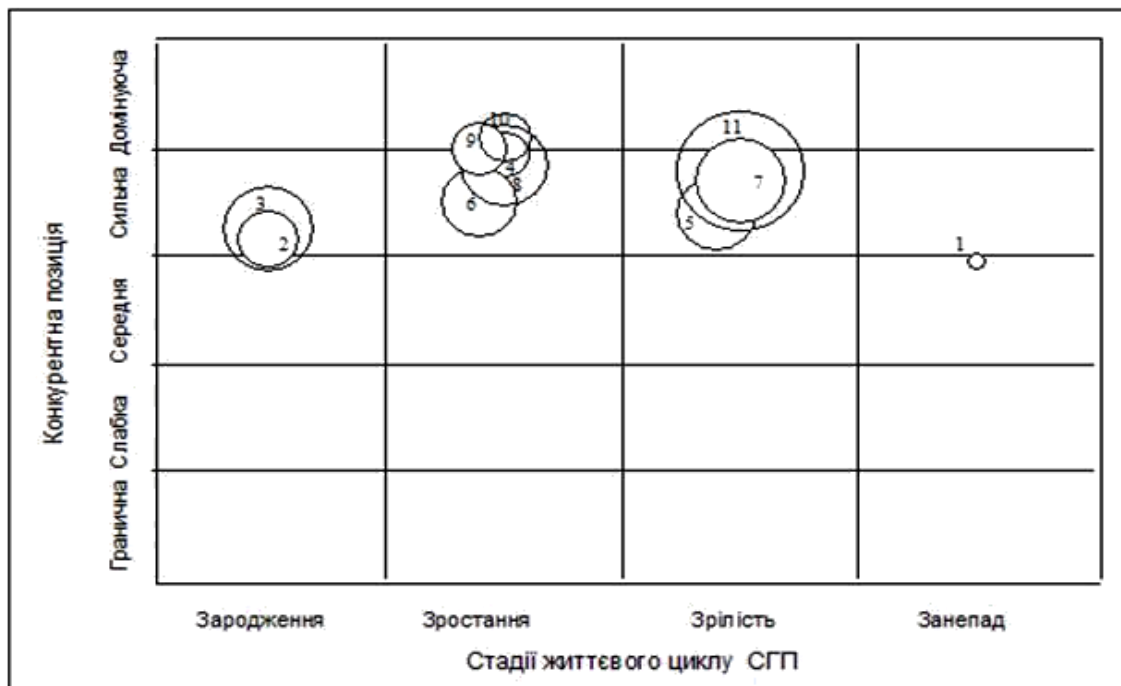 Конкурентна позиція
Домінуюча
Сильна
Середня
Слабка
Гранична
10
9
4
8
6
11
7
5
3
2
1
Зародження
Зростання
Зрілість
Занепад
Стадії життєвого циклу СГП